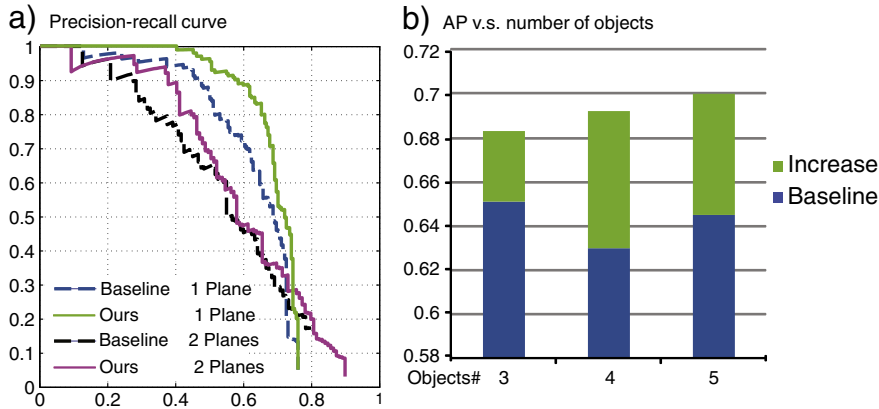 a) Precision-recall curve
1
0.9
0.8
0.7
0.6
0.5
0.4
0.3
0.2
0.1
0
0 0.2 0.4 0.6 0.8 1
Baseline 1 Plane
Ours 1 Plane
Baseline 2 Planes
Ours 2 Planes
b) AP v.s. number of objects
0.72
0.7
0.68
0.66
0.64
0.62
0.6
0.58
Objects# 3 4 5
Increase
Baseline